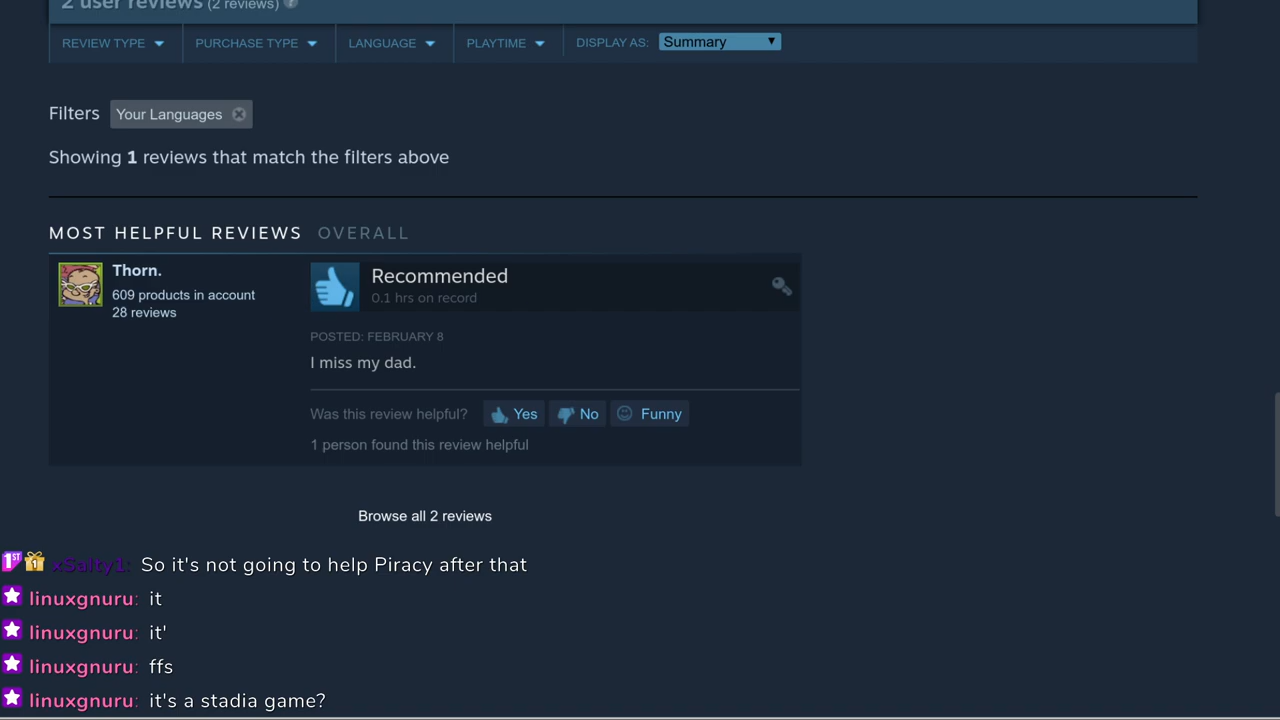 2 user reviews (2 reviews) ?
REVIEW TYPE PURCHASE TYPE LANGUAGE PLAYTIME DISPLAY AS: Summary
Filters Your Languages
Showing 1 reviews that match the filters above
MOST HELPFUL REVIEWS OVERALL
Thorn.
609 products in account
28 reviews
Recommended
0.1 hrs on record
POSTED: FEBRUARY 8
I miss my dad.
Was this review helpful? Yes No Funny
1 person found this review helpful
Browse all 2 reviews
1ST 1 xSalty1: So it's not going to help Piracy after that
linuxgnuru: it
linuxgnuru: it'
linuxgnuru: ffs
linuxgnuru: it's a stadia game?